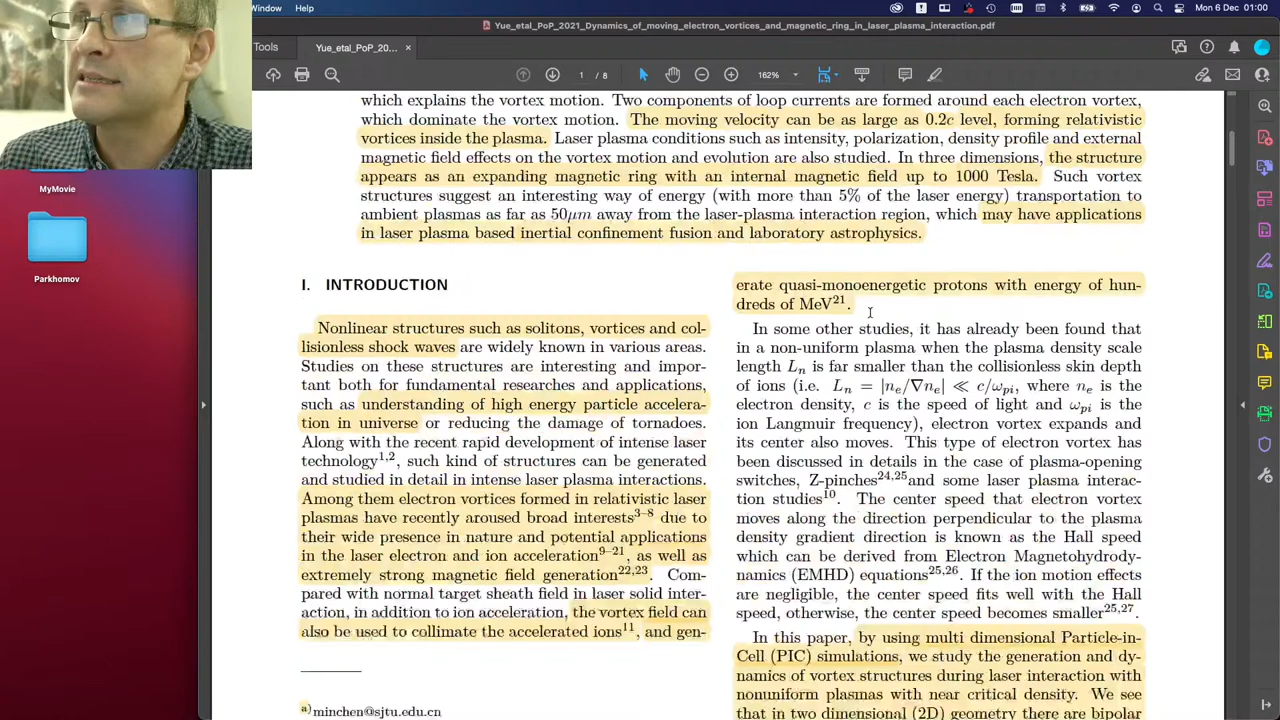 Window
Help
Mon 6 Dec 01:00
Yue_etal_PoP_2021_Dynamics_of_moving_electron_vortices_and_magnetic_ring_in_laser_plasma_interaction.pdf
Tools
Yue_etal_PoP_20...
×
1 / 8
162%
MyMovie
Parkhomov
which explains the vortex motion. Two components of loop currents are formed around each electron vortex,
which dominate the vortex motion. The moving velocity can be as large as 0.2c level, forming relativistic
vortices inside the plasma. Laser plasma conditions such as intensity, polarization, density profile and external
magnetic field effects on the vortex motion and evolution are also studied. In three dimensions, the structure
appears as an expanding magnetic ring with an internal magnetic field up to 1000 Tesla. Such vortex
structures suggest an interesting way of energy (with more than 5% of the laser energy) transportation to
ambient plasmas as far as 50μm away from the laser-plasma interaction region, which may have applications
in laser plasma based inertial confinement fusion and laboratory astrophysics.
I. INTRODUCTION
Nonlinear structures such as solitons, vortices and col-
lisionless shock waves are widely known in various areas.
Studies on these structures are interesting and impor-
tant both for fundamental researches and applications,
such as understanding of high energy particle accelera-
tion in universe or reducing the damage of tornadoes.
Along with the recent rapid development of intense laser
technology1,2, such kind of structures can be generated
and studied in detail in intense laser plasma interactions.
Among them electron vortices formed in relativistic laser
plasmas have recently aroused broad interests3–8 due to
their wide presence in nature and potential applications
in the laser electron and ion acceleration9–21, as well as
extremely strong magnetic field generation22,23. Com-
pared with normal target sheath field in laser solid inter-
action, in addition to ion acceleration, the vortex field can
also be used to collimate the accelerated ions11, and gen-
a)minchen@sjtu.edu.cn
erate quasi-monoenergetic protons with energy of hun-
dreds of MeV21.
In some other studies, it has already been found that
in a non-uniform plasma when the plasma density scale
length Ln is far smaller than the collisionless skin depth
of ions (i.e. Ln = |ne/∇ne| ≪ c/ωpi, where ne is the
electron density, c is the speed of light and ωpi is the
ion Langmuir frequency), electron vortex expands and
its center also moves. This type of electron vortex has
been discussed in details in the case of plasma-opening
switches, Z-pinches24,25and some laser plasma interac-
tion studies10. The center speed that electron vortex
moves along the direction perpendicular to the plasma
density gradient direction is known as the Hall speed
which can be derived from Electron Magnetohydrody-
namics (EMHD) equations25,26. If the ion motion effects
are negligible, the center speed fits well with the Hall
speed, otherwise, the center speed becomes smaller25,27.
In this paper, by using multi dimensional Particle-in-
Cell (PIC) simulations, we study the generation and dy-
namics of vortex structures during laser interaction with
nonuniform plasmas with near critical density. We see
that in two dimensional (2D) geometry there are bipolar